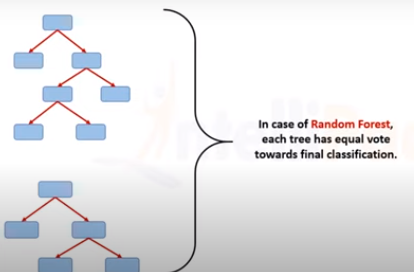 In case of Random Forest,
each tree has equal vote
towards final classification.